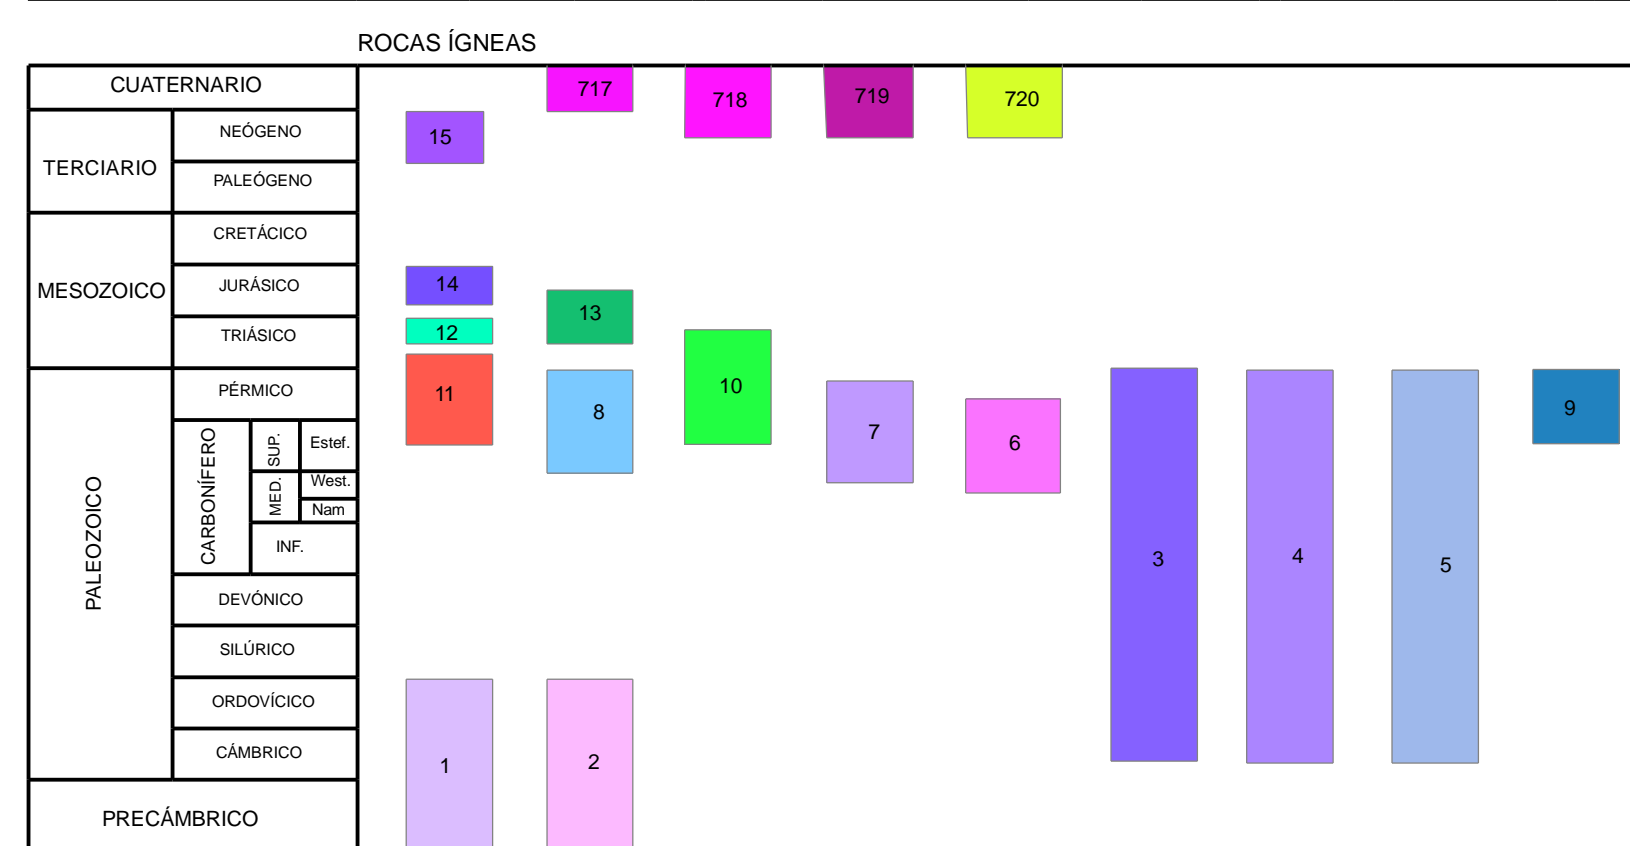 ROCAS ÍGNEAS
CUATERNARIO
717
718
719
720
TERCIARIO
NEÓGENO
15
PALEÓGENO
MESOZOICO
CRETÁCICO
JURÁSICO
14
13
TRIÁSICO
12
PALEOZOICO
PÉRMICO
11
8
10
7
6
9
CARBONÍFERO
SUP.
Estef.
MED.
West.
Nam
INF.
3
4
5
DEVÓNICO
SILÚRICO
ORDOVÍCICO
CÁMBRICO
1
2
PRECÁMBRICO